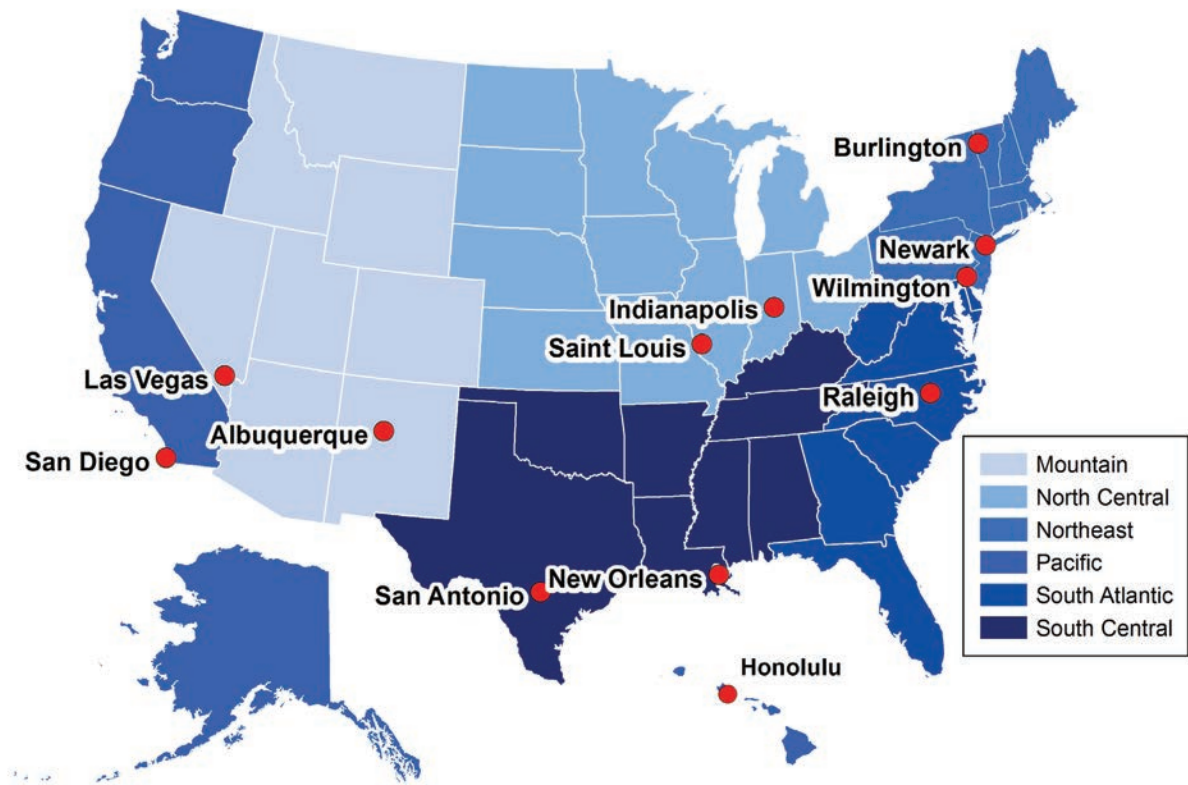 Burlington
Newark
Wilmington
Indianapolis
Saint Louis
Las Vegas
Raleigh
Albuquerque
San Diego
Mountain
North Central
Northeast
Pacific
South Atlantic
South Central
New Orleans
San Antonio
Honolulu